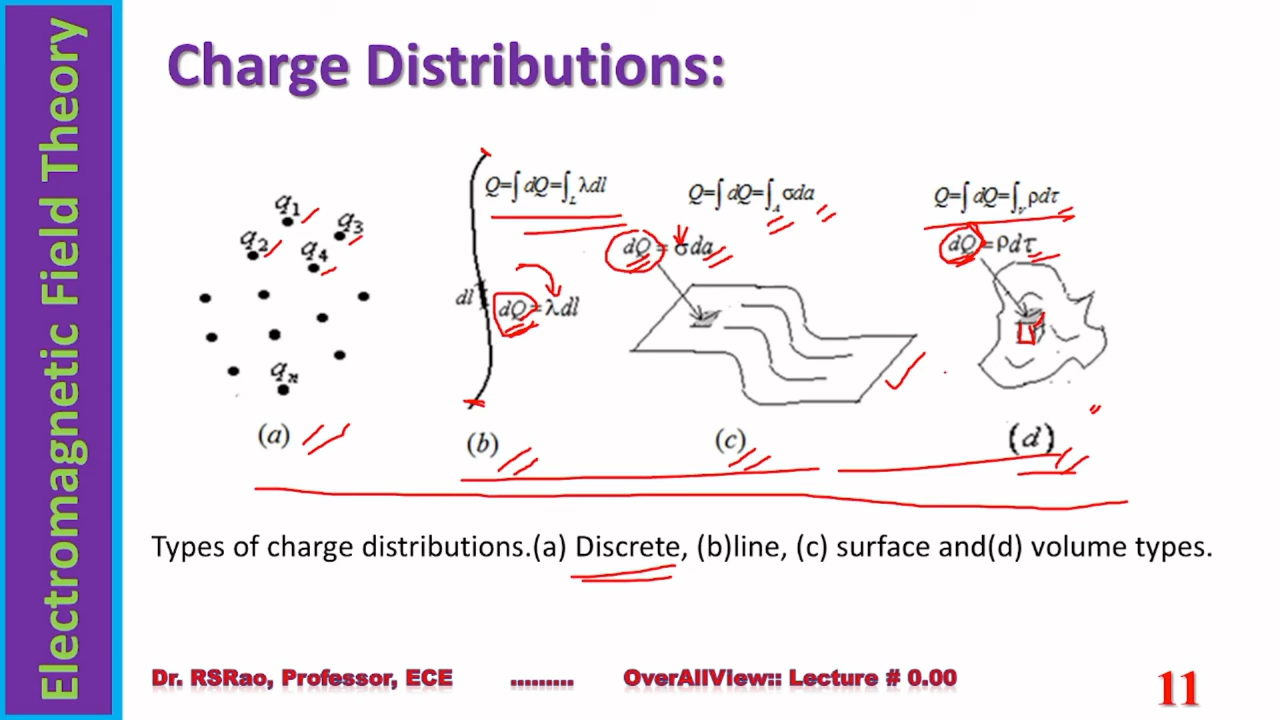 Electromagnetic Field Theory
Charge Distributions:
q1
q3
q2
q4
qn
(a)
Q=∫dQ=∫L λdl
dl
dQ=λdl
(b)
Q=∫dQ=∫A σda
dQ=σda
(c)
Q=∫dQ=∫V ρdτ
dQ=ρdτ
(d)
Types of charge distributions.(a) Discrete, (b)line, (c) surface and(d) volume types.
Dr. RSRao, Professor, ECE ......... OverAllView:: Lecture # 0.00
11